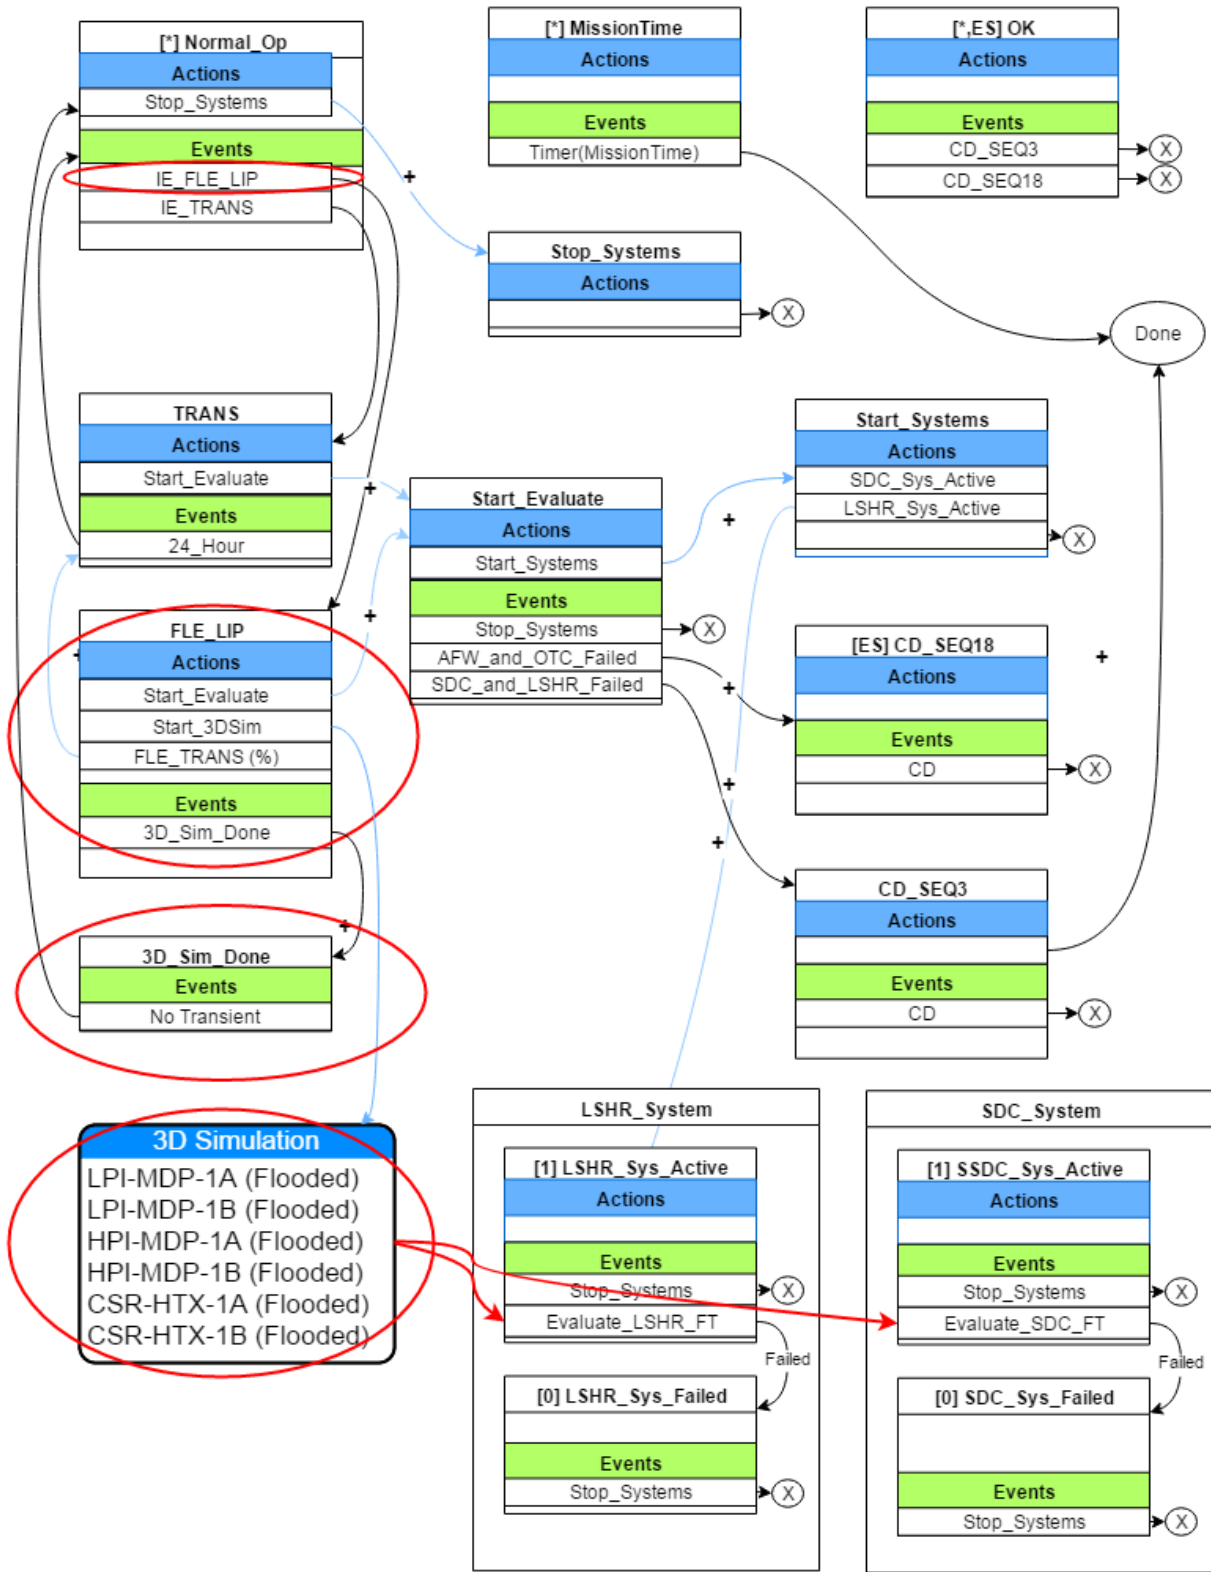 [*] Normal_Op
Actions
Stop_Systems
Events
IE_FLE_LIP
IE_TRANS
[*] MissionTime
Actions
Events
Timer(MissionTime)
[*,ES] OK
Actions
Events
CD_SEQ3
X
CD_SEQ18
X
+
Stop_Systems
Actions
X
Done
TRANS
Actions
Start_Evaluate
Events
24_Hour
+
Start_Evaluate
Actions
Start_Systems
Events
Stop_Systems
X
AFW_and_OTC_Failed
SDC_and_LSHR_Failed
+
Start_Systems
Actions
SDC_Sys_Active
LSHR_Sys_Active
X
+
FLE_LIP
Actions
Start_Evaluate
Start_3DSim
FLE_TRANS (%)
Events
3D_Sim_Done
+
+
[ES] CD_SEQ18
Actions
Events
CD
X
+
+
+
+
CD_SEQ3
Actions
Events
CD
X
+
3D_Sim_Done
Events
No Transient
3D Simulation
LPI-MDP-1A (Flooded)
LPI-MDP-1B (Flooded)
HPI-MDP-1A (Flooded)
HPI-MDP-1B (Flooded)
CSR-HTX-1A (Flooded)
CSR-HTX-1B (Flooded)
LSHR_System
[1] LSHR_Sys_Active
Actions
Events
Stop_Systems
X
Evaluate_LSHR_FT
Failed
[0] LSHR_Sys_Failed
Events
Stop_Systems
X
SDC_System
[1] SSDC_Sys_Active
Actions
Events
Stop_Systems
X
Evaluate_SDC_FT
Failed
[0] SDC_Sys_Failed
Events
Stop_Systems
X